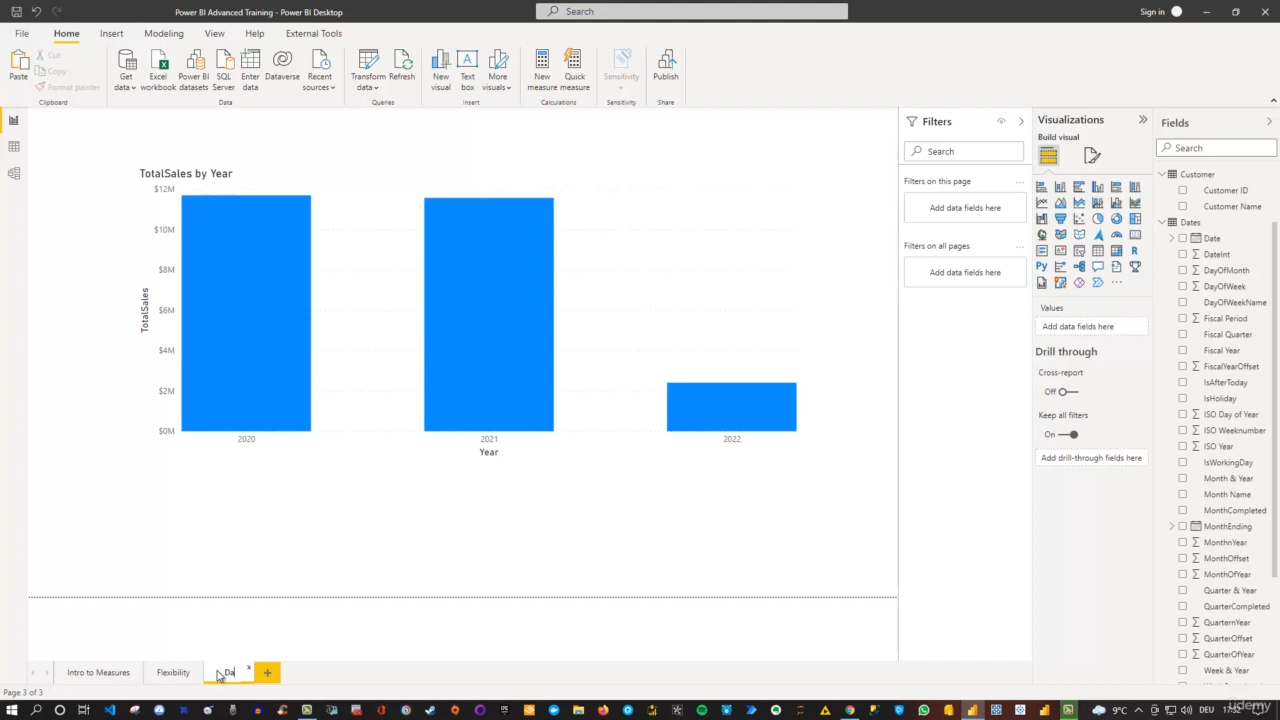 Power BI Advanced Training - Power BI Desktop
Search
Sign in
File
Home
Insert
Modeling
View
Help
External Tools
Paste
Cut
Copy
Format painter
Get data
Excel workbook
Power BI datasets
SQL Server
Enter data
Dataverse
Recent sources
Transform data
Refresh
New visual
Text box
More visuals
New measure
Quick measure
Sensitivity
Publish
Clipboard
Data
Queries
Insert
Calculations
Sensitivity
Share
TotalSales by Year
$12M
$10M
$8M
$6M
$4M
$2M
$0M
TotalSales
2020
2021
2022
Year
Filters
Search
Filters on this page
...
Add data fields here
Filters on all pages
...
Add data fields here
Visualizations
Build visual
Py
R
...
Values
Add data fields here
Drill through
Cross-report
Off
Keep all filters
On
Add drill-through fields here
Fields
Search
Customer
Customer ID
Customer Name
Dates
Date
DateInt
DayOfMonth
DayOfWeek
DayOfWeekName
Fiscal Period
Fiscal Quarter
Fiscal Year
FiscalYearOffset
IsAfterToday
IsHoliday
ISO Day of Year
ISO Weeknumber
ISO Year
IsWorkingDay
Month & Year
Month Name
MonthCompleted
MonthEnding
MonthnYear
MonthOffset
MonthOfYear
Quarter & Year
QuarterCompleted
QuarternYear
QuarterOffset
QuarterOfYear
Week & Year
Intro to Measures
Flexibility
Da
x
+
Page 3 of 3
9°C
DEU
udemy